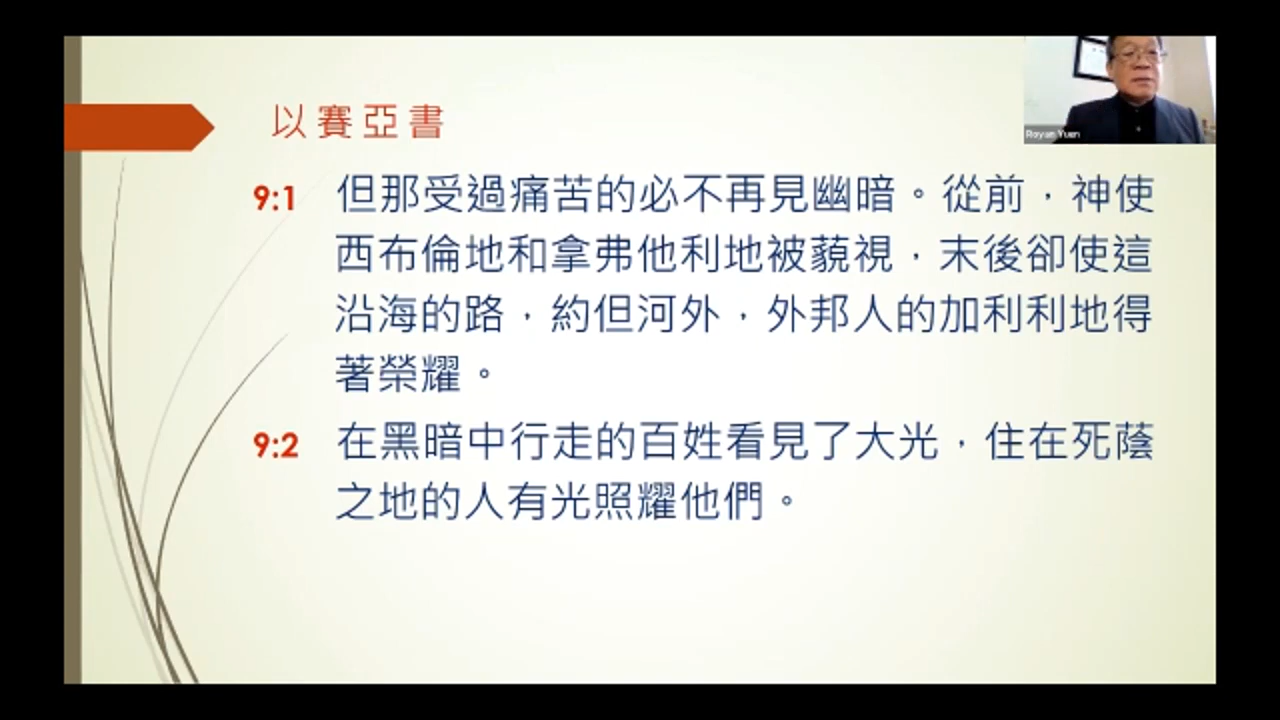 以賽亞書
Royan Yuen
9:1 但那受過痛苦的必不再見幽暗。從前，神使
西布倫地和拿弗他利地被藐視，末後卻使這
沿海的路，約但河外，外邦人的加利利地得
著榮耀。
9:2 在黑暗中行走的百姓看見了大光，住在死蔭
之地的人有光照耀他們。